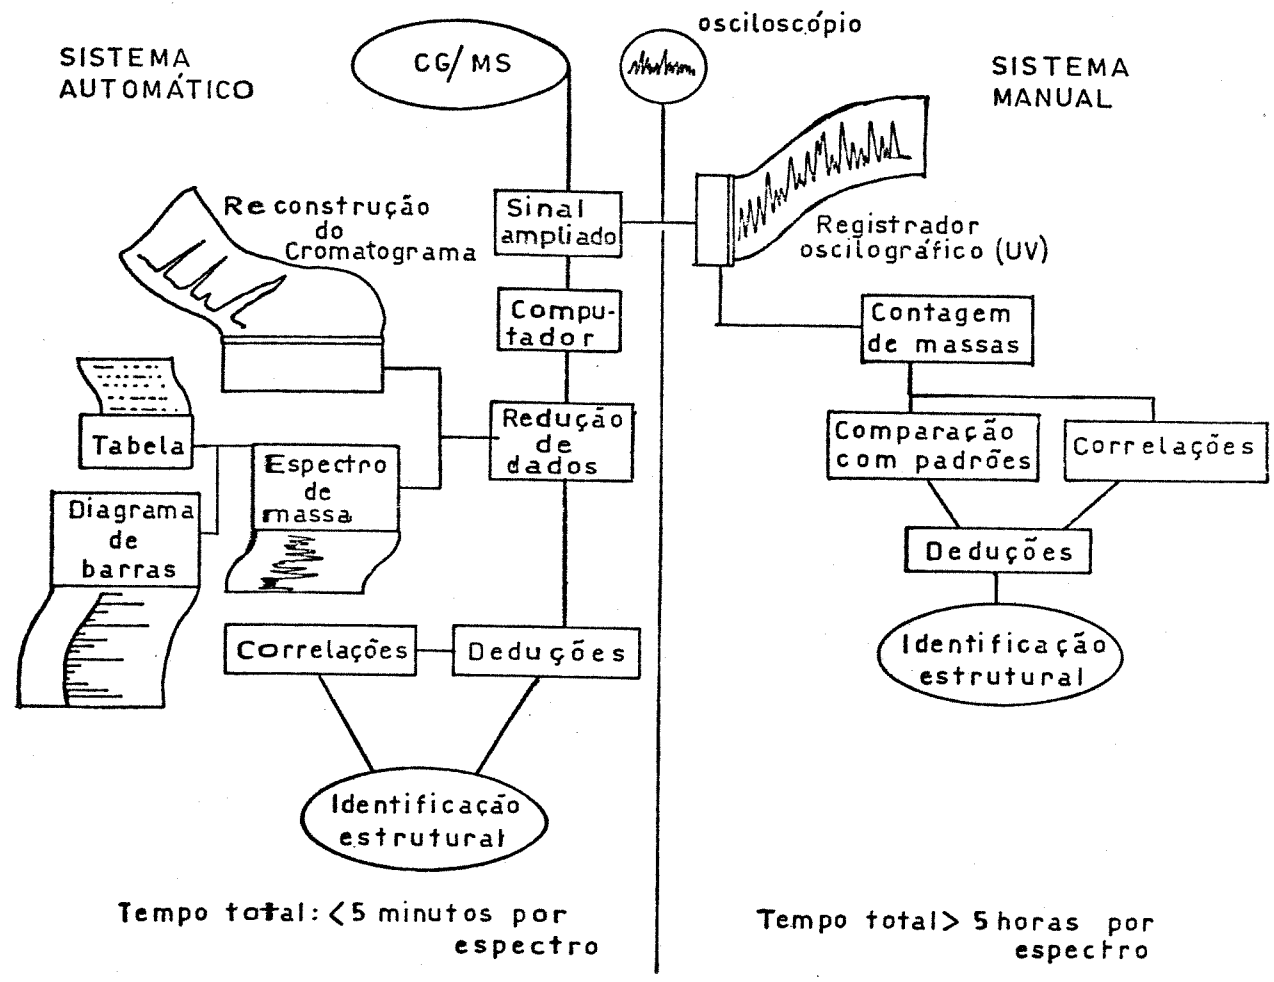 SISTEMA
AUTOMÁTICO
CG/MS
osciloscópio
SISTEMA
MANUAL
Reconstrução
do
Cromatograma
Sinal
ampliado
Registrador
oscilográfico (UV)
Compu-
tador
Contagem
de massas
Tabela
Redução
de
dados
Espectro
de
massa
Comparação
com padrões
Correlações
Diagrama
de
barras
Deduções
Correlações
Deduções
Identificação
estrutural
Identificação
estrutural
Tempo total: < 5 minutos por
espectro
Tempo total > 5 horas por
espectro